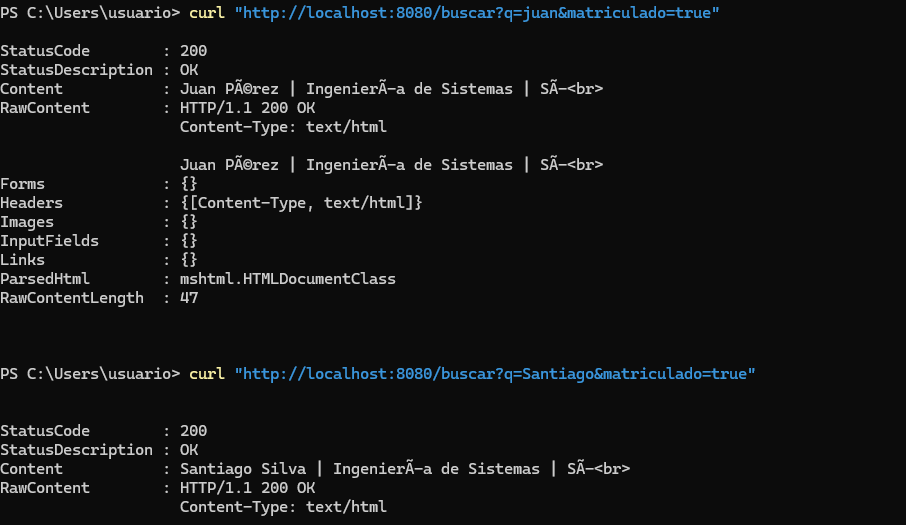 PS C:\Users\usuario> curl "http://localhost:8080/buscar?q=juan&matriculado=true"
StatusCode        : 200
StatusDescription : OK
Content           : Juan PÃ©rez | IngenierÃ-a de Sistemas | SÃ-<br>
RawContent        : HTTP/1.1 200 OK
                    Content-Type: text/html
                    Juan PÃ©rez | IngenierÃ-a de Sistemas | SÃ-<br>
Forms             : {}
Headers           : {[Content-Type, text/html]}
Images            : {}
InputFields       : {}
Links             : {}
ParsedHtml        : mshtml.HTMLDocumentClass
RawContentLength  : 47
PS C:\Users\usuario> curl "http://localhost:8080/buscar?q=Santiago&matriculado=true"
StatusCode        : 200
StatusDescription : OK
Content           : Santiago Silva | IngenierÃ-a de Sistemas | SÃ-<br>
RawContent        : HTTP/1.1 200 OK
                    Content-Type: text/html